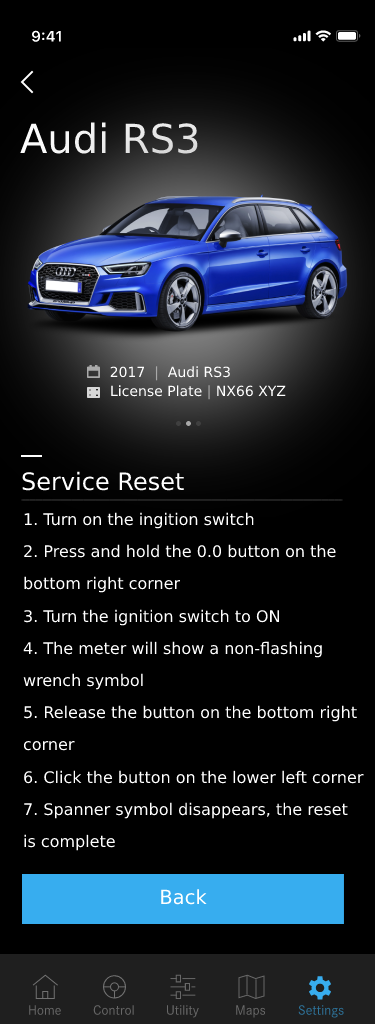 9:41
Audi RS3
2017 | Audi RS3
License Plate | NX66 XYZ
Service Reset
1. Turn on the ingition switch
2. Press and hold the 0.0 button on the
bottom right corner
3. Turn the ignition switch to ON
4. The meter will show a non-flashing
wrench symbol
5. Release the button on the bottom right
corner
6. Click the button on the lower left corner
7. Spanner symbol disappears, the reset
is complete
Back
Home Control Utility Maps Settings